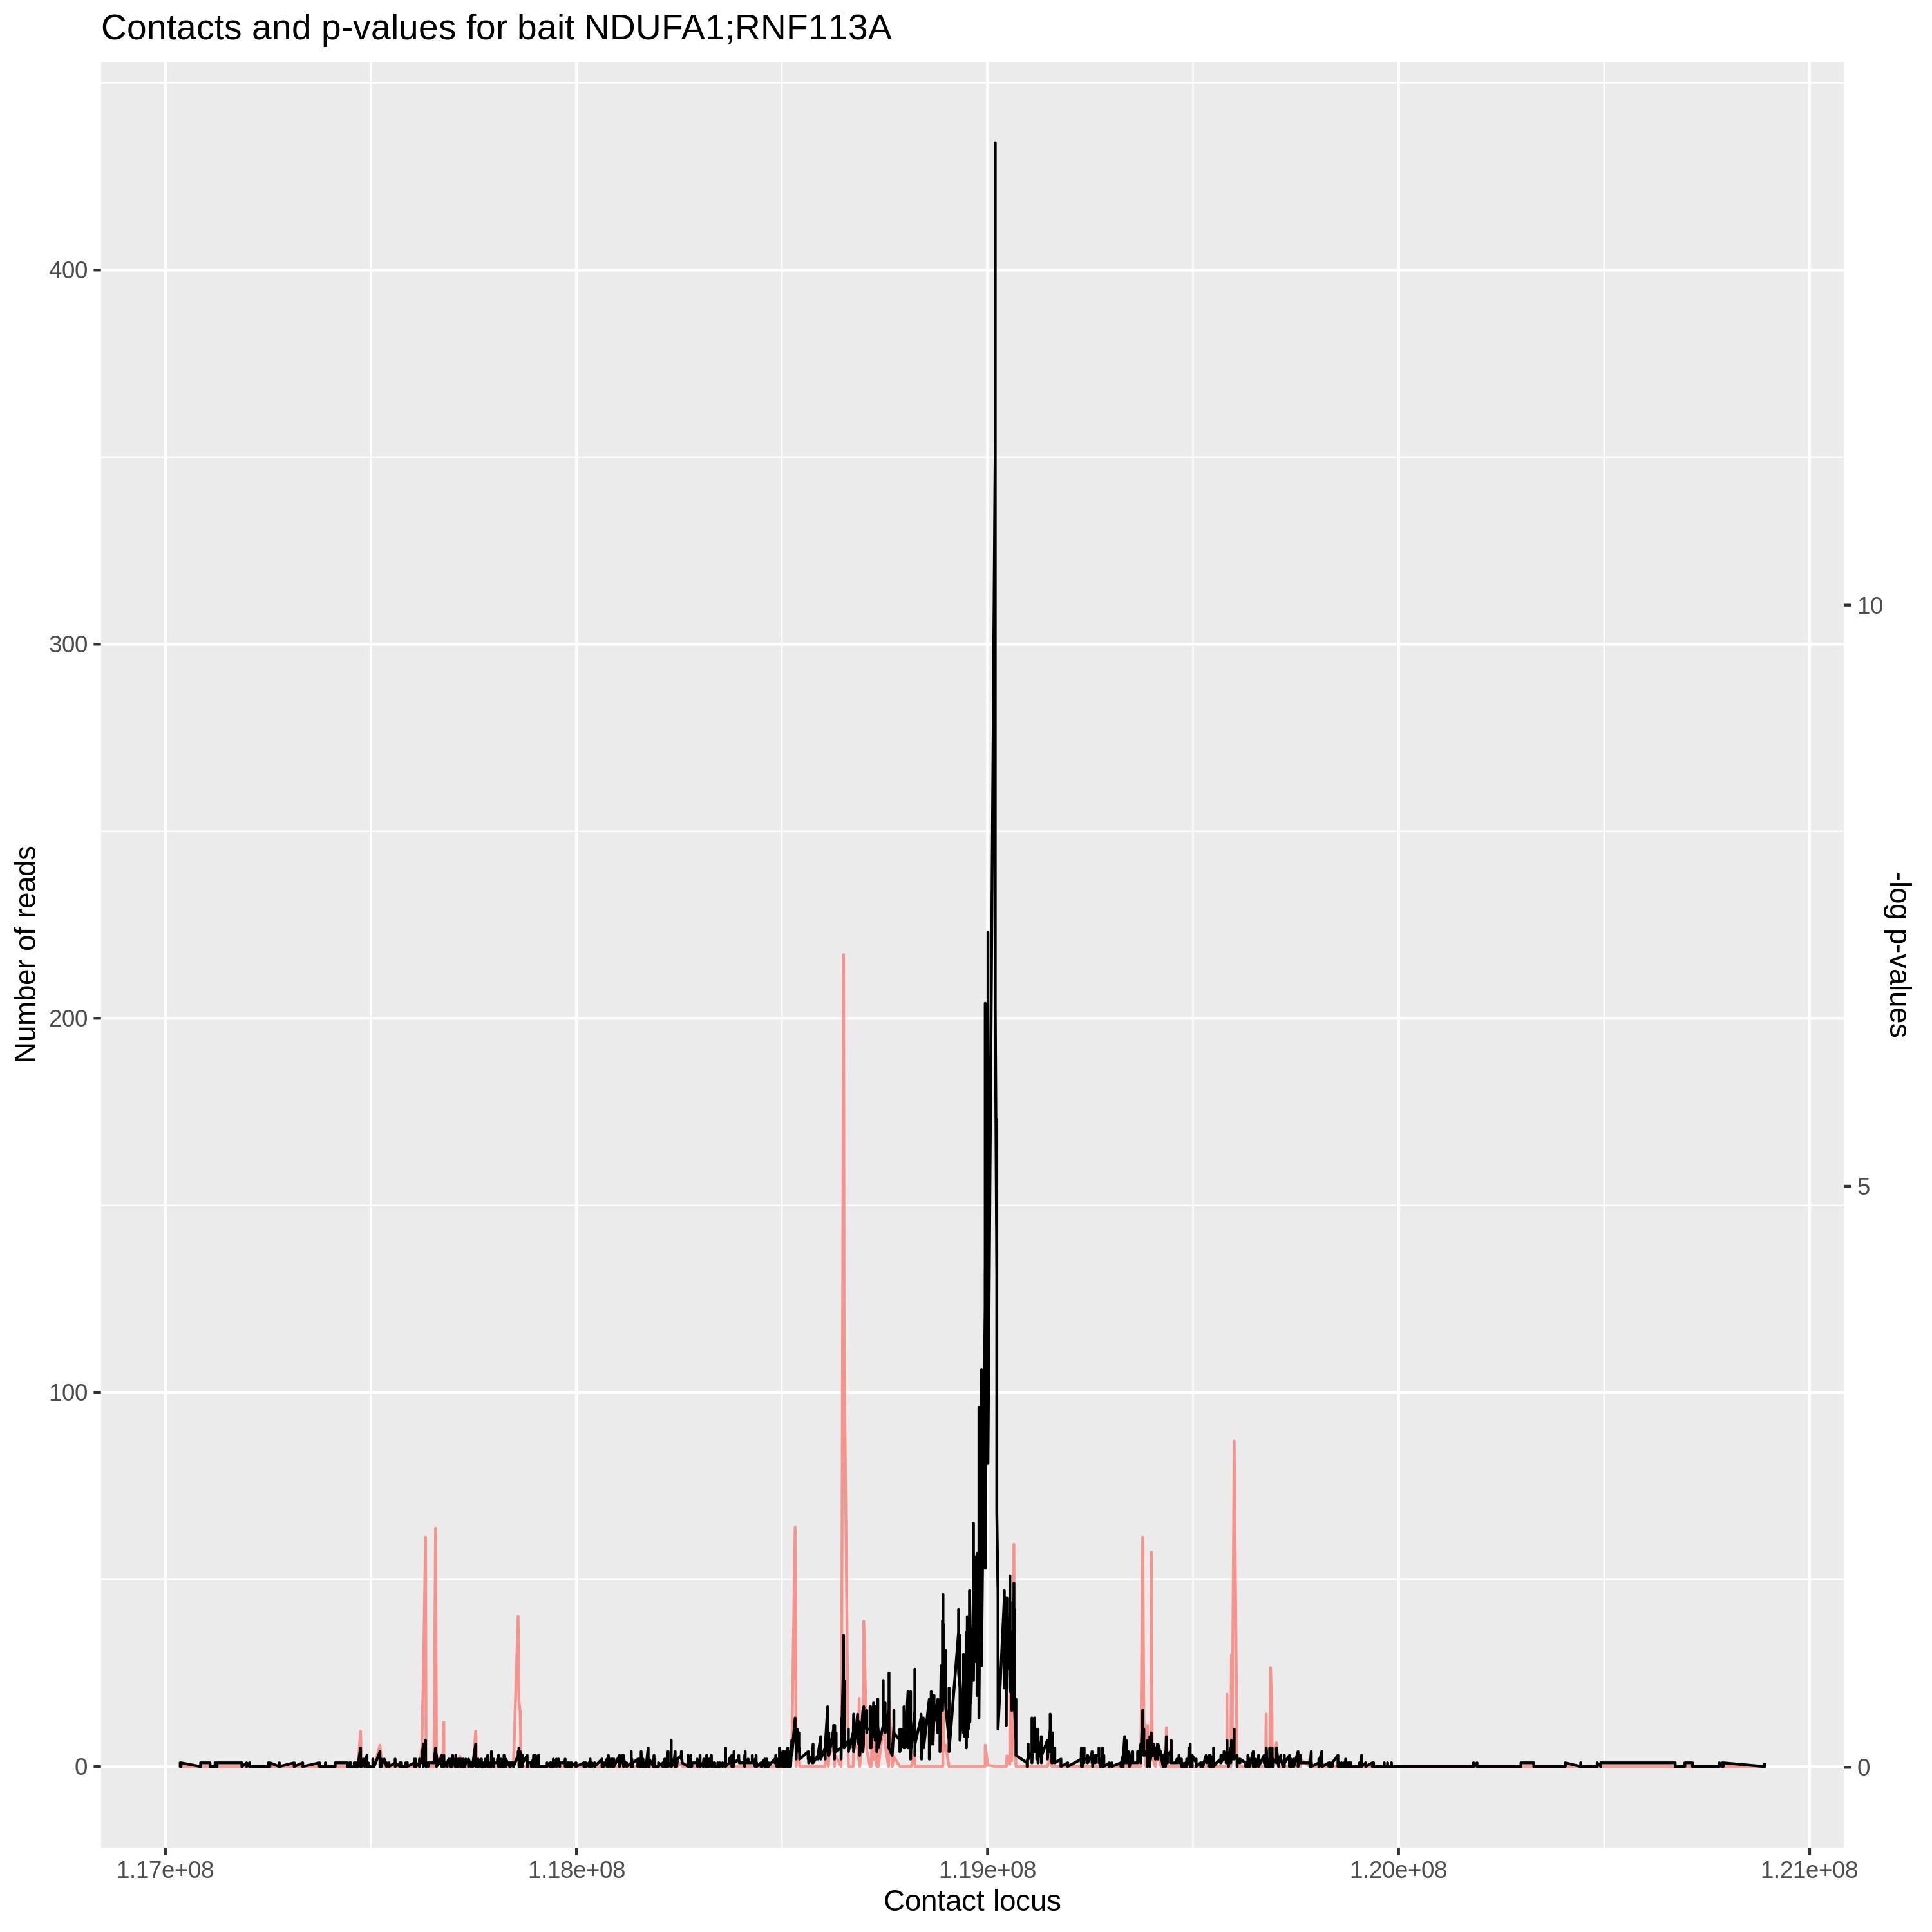 Contacts and p-values for bait NDUFA1;RNF113A
Number of reads
400
300
200
100
0
10
5
0
-log p-values
1.17e+08
1.18e+08
1.19e+08
1.20e+08
1.21e+08
Contact locus